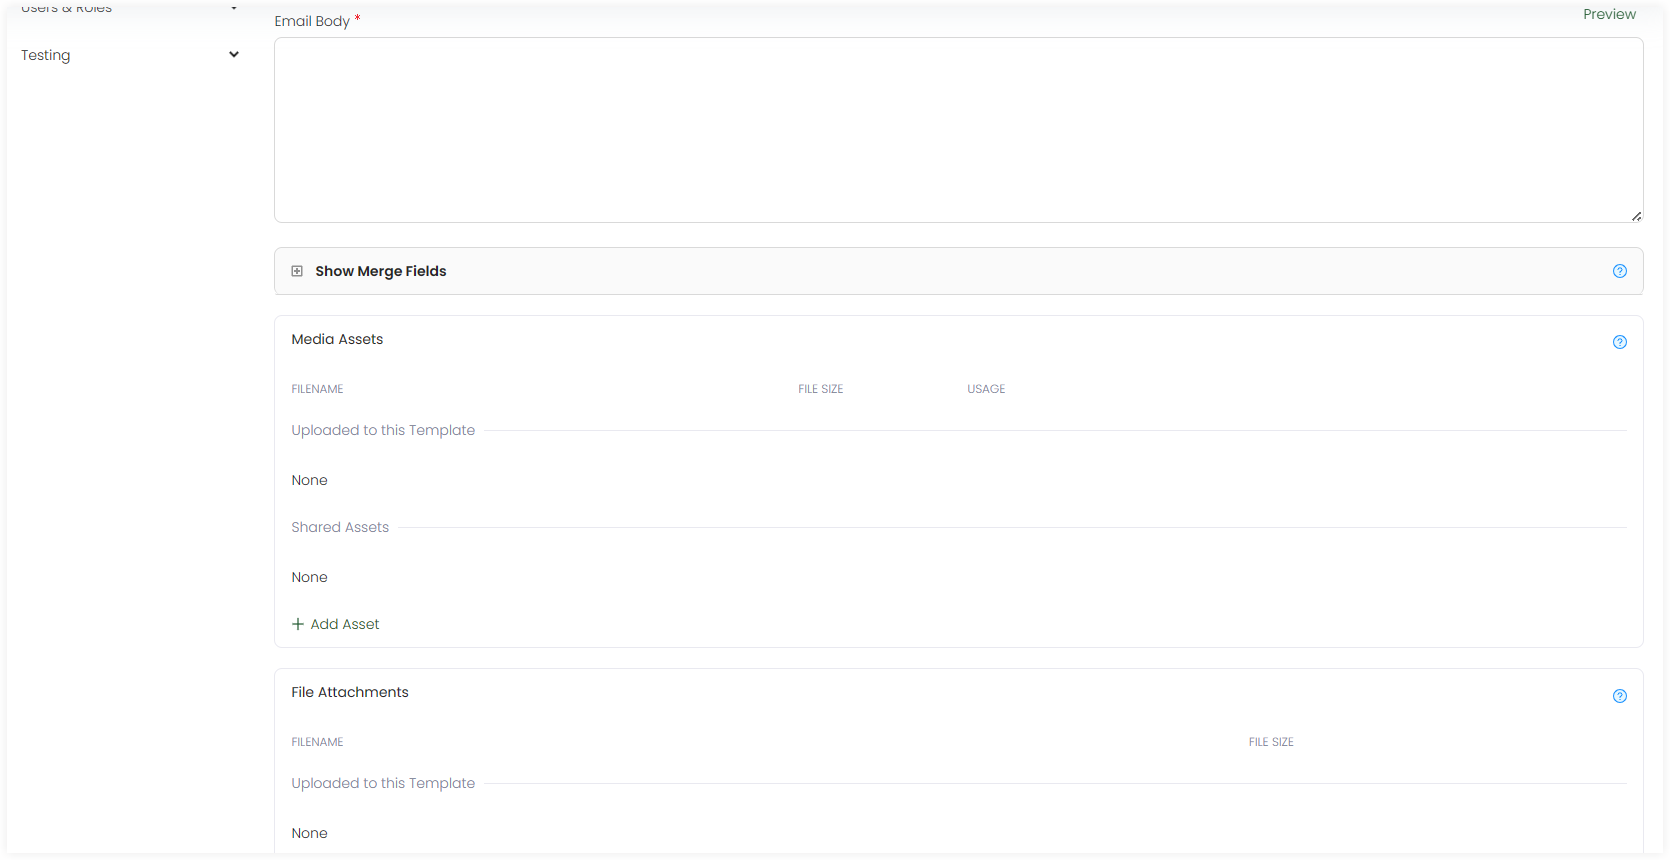 Users & Roles
Testing
Email Body *
Preview
Show Merge Fields
Media Assets
FILENAME FILE SIZE USAGE
Uploaded to this Template
None
Shared Assets
None
+ Add Asset
File Attachments
FILENAME FILE SIZE
Uploaded to this Template
None